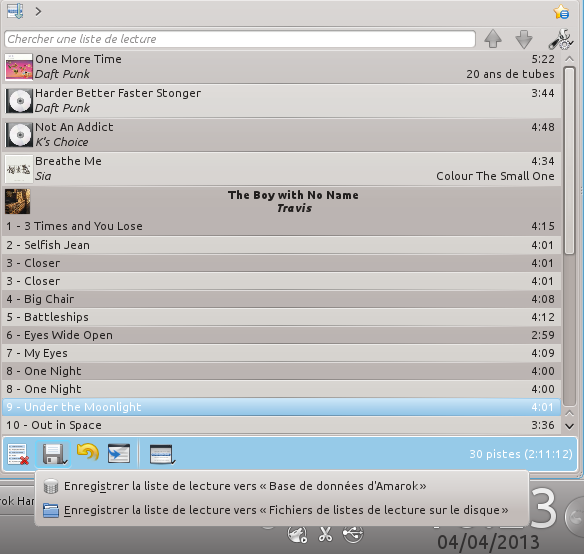 Chercher une liste de lecture
One More Time 5:22
Daft Punk 20 ans de tubes
Harder Better Faster Stonger 3:44
Daft Punk
Not An Addict 4:48
K's Choice
Breathe Me 4:34
Sia Colour The Small One
The Boy with No Name
Travis
1 - 3 Times and You Lose 4:15
2 - Selfish Jean 4:01
3 - Closer 4:01
3 - Closer 4:01
4 - Big Chair 4:08
5 - Battleships 4:12
6 - Eyes Wide Open 2:59
7 - My Eyes 4:09
8 - One Night 4:00
8 - One Night 4:00
9 - Under the Moonlight 4:01
10 - Out in Space 3:36
30 pistes (2:11:12)
Enregistrer la liste de lecture vers « Base de données d'Amarok »
rok Har
Enregistrer la liste de lecture vers « Fichiers de listes de lecture sur le disque »
04/04/2013